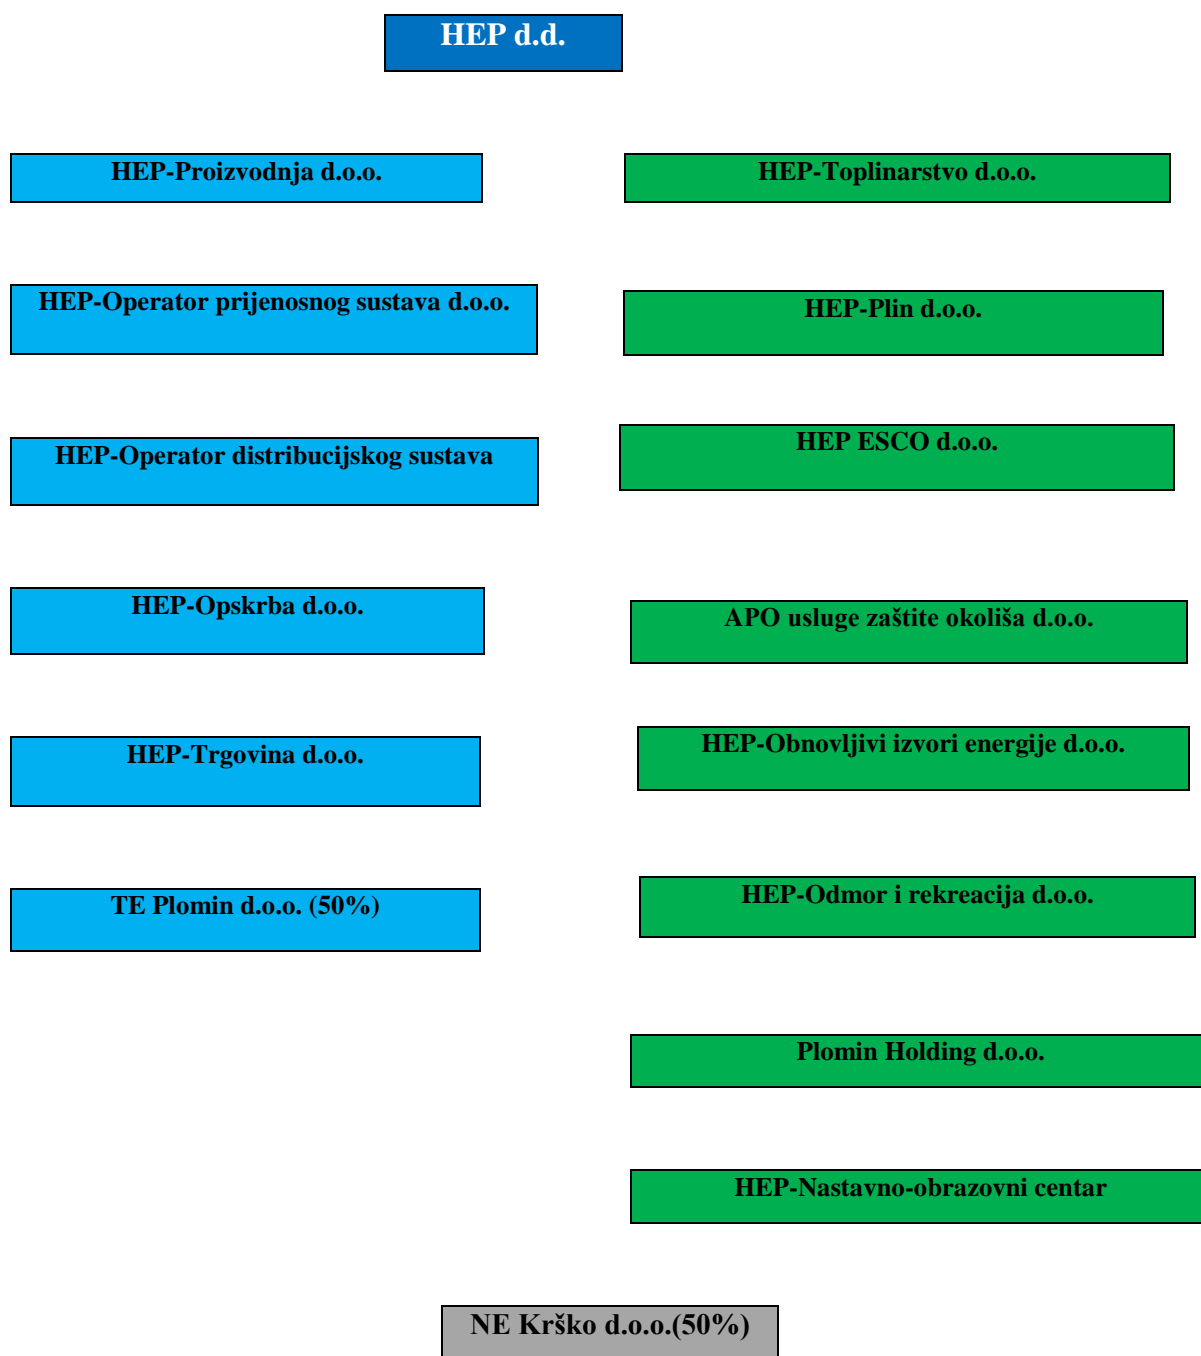 HEP d.d.
HEP-Proizvodnja d.o.o.
HEP-Toplinarstvo d.o.o.
HEP-Operator prijenosnog sustava d.o.o.
HEP-Plin d.o.o.
HEP-Operator distribucijskog sustava
HEP ESCO d.o.o.
HEP-Opskrba d.o.o.
APO usluge zaštite okoliša d.o.o.
HEP-Trgovina d.o.o.
HEP-Obnovljivi izvori energije d.o.o.
TE Plomin d.o.o. (50%)
HEP-Odmor i rekreacija d.o.o.
Plomin Holding d.o.o.
HEP-Nastavno-obrazovni centar
NE Krško d.o.o.(50%)